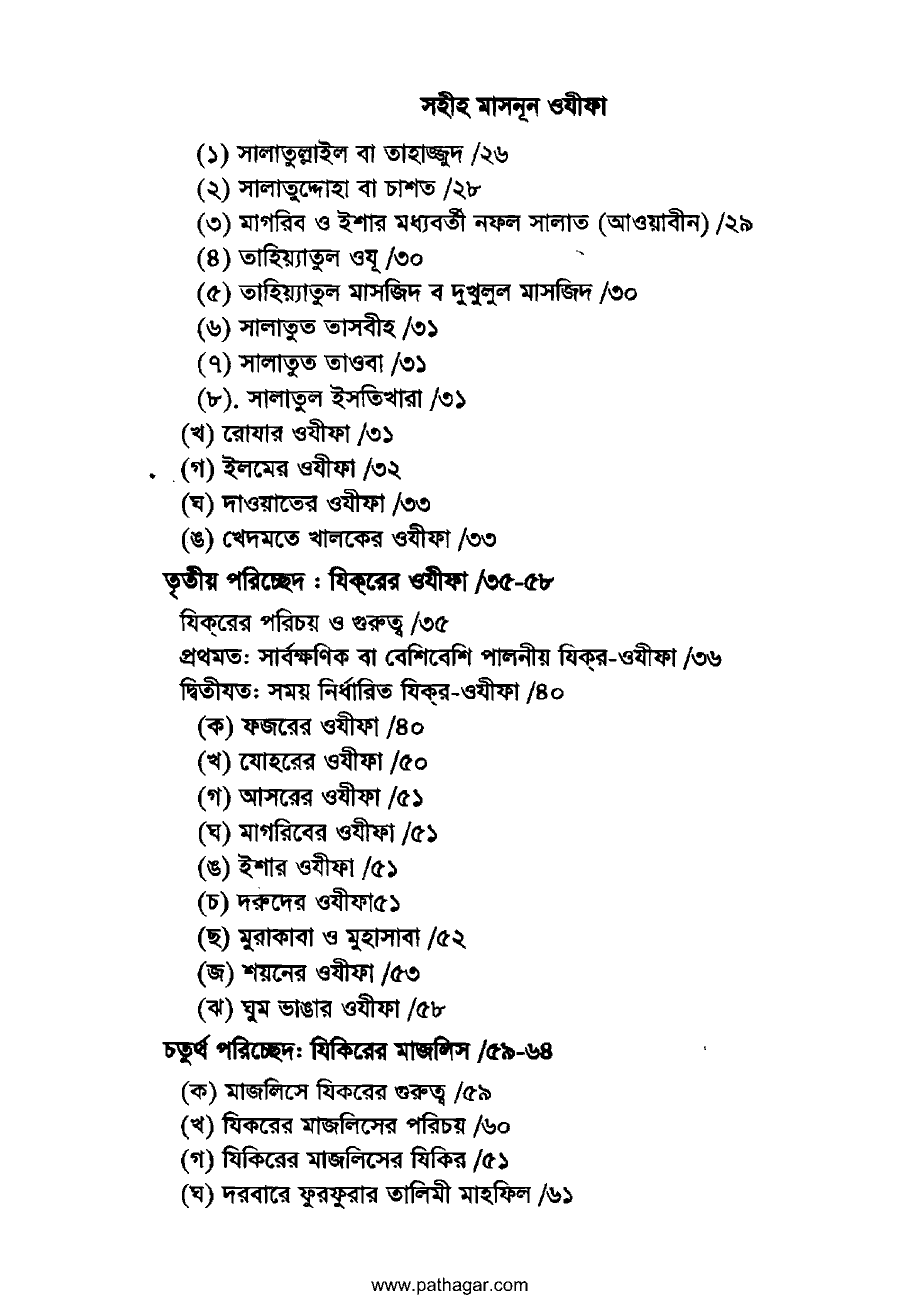 সহীহ মাসনূন ওযীফা
(১) সালাতুল্লাইল বা তাহাজ্জুদ /২৬
(২) সালাতুদ্দোহা বা চাশত /২৮
(৩) মাগরিব ও ইশার মধ্যবর্তী নফল সালাত (আওয়াবীন) /২৯
(৪) তাহিয়্যাতুল ওযূ /৩০
(৫) তাহিয়্যাতুল মাসজিদ ব দুখুলুল মাসজিদ /৩০
(৬) সালাতুত তাসবীহ /৩১
(৭) সালাতুত তাওবা /৩১
(৮). সালাতুল ইসতিখারা /৩১
(খ) রোযার ওযীফা /৩১
(গ) ইলমের ওযীফা /৩২
(ঘ) দাওয়াতের ওযীফা /৩৩
(ঙ) খেদমতে খালকের ওযীফা /৩৩
তৃতীয় পরিচ্ছেদ : যিক্‌রের ওযীফা /৩৫-৫৮
যিক্‌রের পরিচয় ও গুরুত্ব /৩৫
প্রথমত: সার্বক্ষণিক বা বেশিবেশি পালনীয় যিক্‌র-ওযীফা /৩৬
দ্বিতীযত: সময় নির্ধারিত যিক্‌র-ওযীফা /৪০
(ক) ফজরের ওযীফা /৪০
(খ) যোহরের ওযীফা /৫০
(গ) আসরের ওযীফা /৫১
(ঘ) মাগরিবের ওযীফা /৫১
(ঙ) ইশার ওযীফা /৫১
(চ) দরুদের ওযীফা৫১
(ছ) মুরাকাবা ও মুহাসাবা /৫২
(জ) শয়নের ওযীফা /৫৩
(ঝ) ঘুম ভাঙার ওযীফা /৫৮
চতুর্থ পরিচ্ছেদ: যিকিরের মাজলিস /৫৯-৬৪
(ক) মাজলিসে যিকরের গুরুত্ব /৫৯
(খ) যিকরের মাজলিসের পরিচয় /৬০
(গ) যিকিরের মাজলিসের যিকির /৫১
(ঘ) দরবারে ফুরফুরার তালিমী মাহফিল /৬১
www.pathagar.com